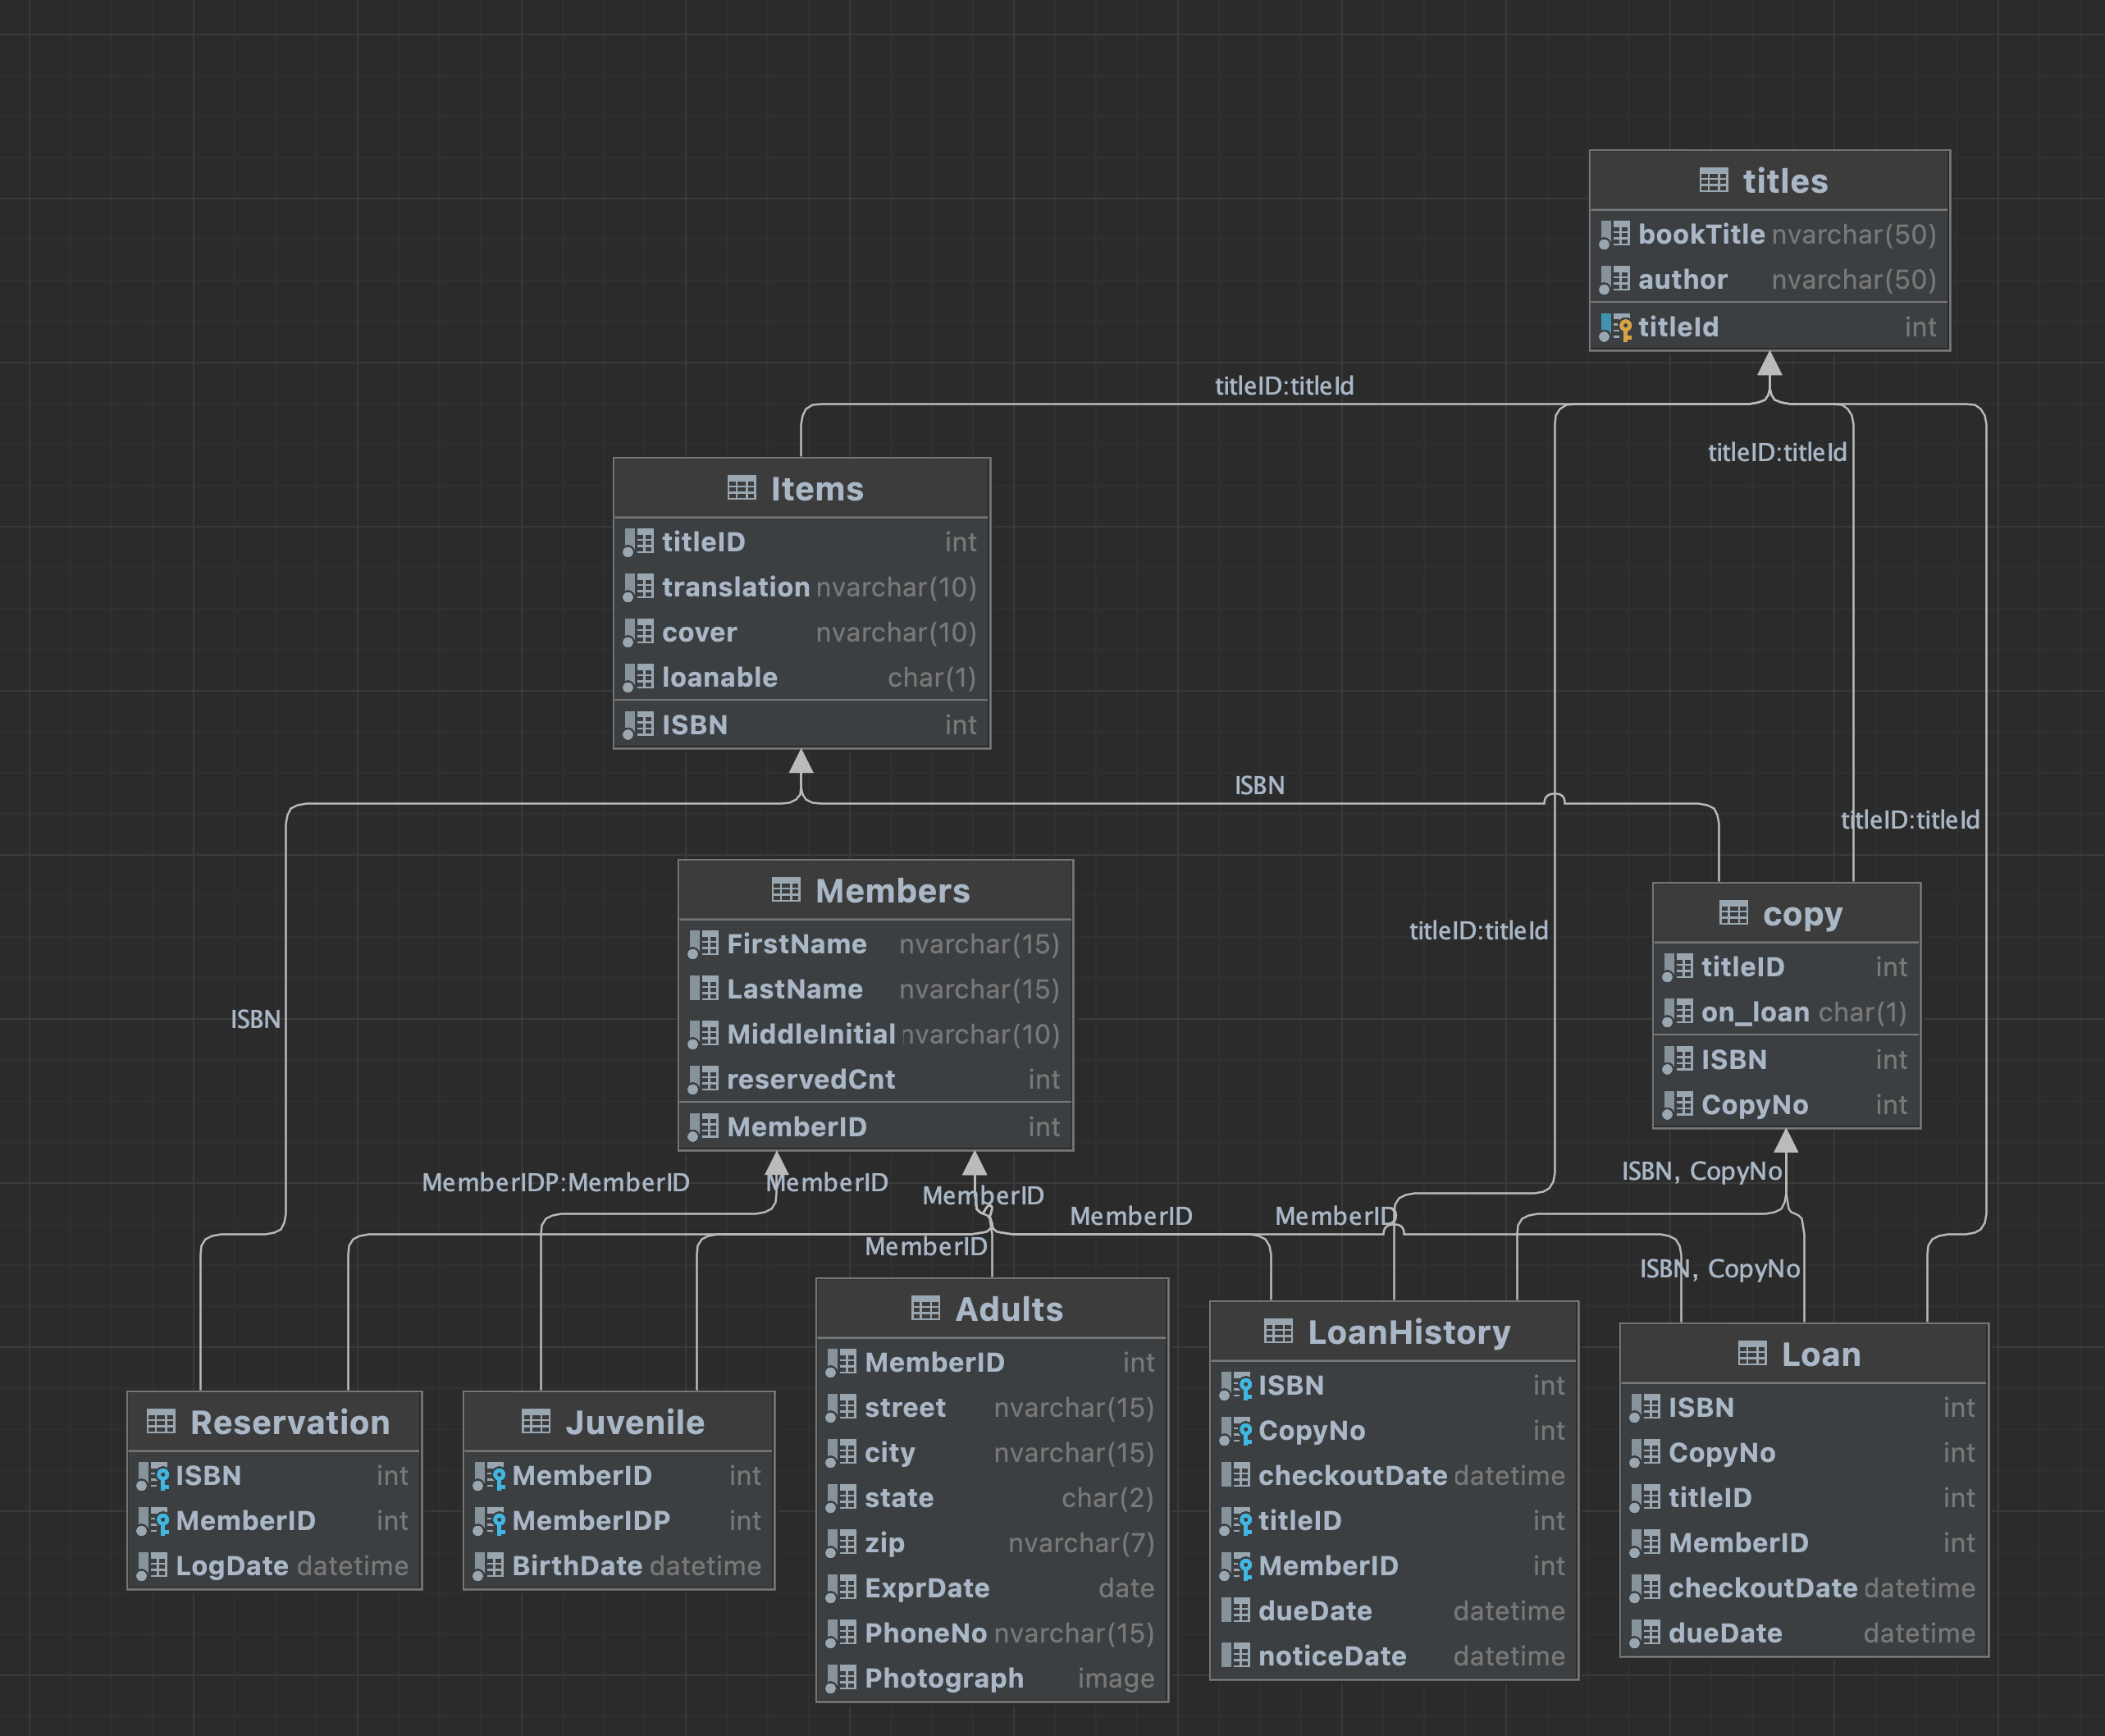 titles
bookTitle nvarchar(50)
author nvarchar(50)
titleId int
titleID:titleId
titleID:titleId
Items
titleID int
translation nvarchar(10)
cover nvarchar(10)
loanable char(1)
ISBN int
ISBN
titleID:titleId
Members
FirstName nvarchar(15)
LastName nvarchar(15)
MiddleInitial nvarchar(10)
reservedCnt int
MemberID int
titleID:titleId
copy
titleID int
on_loan char(1)
ISBN int
CopyNo int
ISBN
MemberIDP:MemberID
MemberID
MemberID
MemberID
MemberID
MemberID
ISBN, CopyNo
ISBN, CopyNo
Reservation
ISBN int
MemberID int
LogDate datetime
Juvenile
MemberID int
MemberIDP int
BirthDate datetime
Adults
MemberID int
street nvarchar(15)
city nvarchar(15)
state char(2)
zip nvarchar(7)
ExprDate date
PhoneNo nvarchar(15)
Photograph image
LoanHistory
ISBN int
CopyNo int
checkoutDate datetime
titleID int
MemberID int
dueDate datetime
noticeDate datetime
Loan
ISBN int
CopyNo int
titleID int
MemberID int
checkoutDate datetime
dueDate datetime